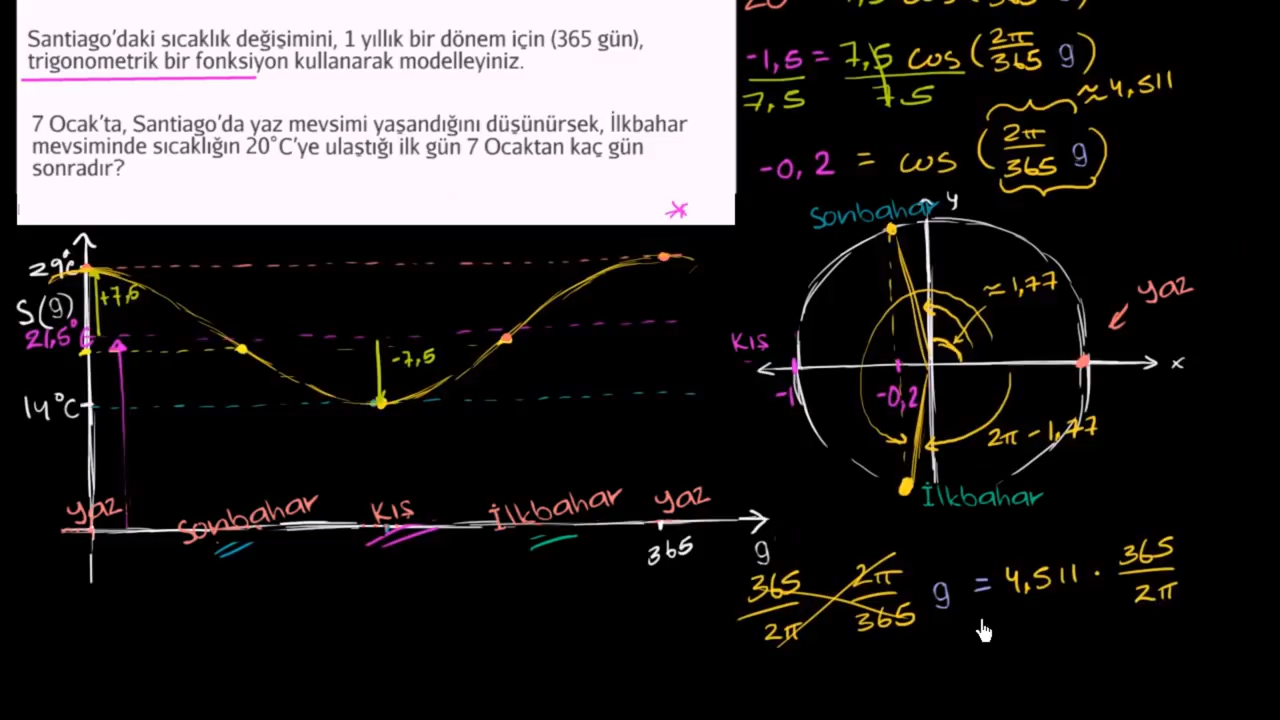 Santiago'daki sıcaklık değişimini, 1 yıllık bir dönem için (365 gün),
trigonometrik bir fonksiyon kullanarak modelleyiniz.
7 Ocak'ta, Santiago'da yaz mevsimi yaşandığını düşünürsek, İlkbahar
mevsiminde sıcaklığın 20°C'ye ulaştığı ilk gün 7 Ocaktan kaç gün
sonradır?
*
-1,5 = 7,5 cos (2π/365 g)
7,5 7.5
≈4,511
-0,2 = cos (2π/365 g)
29°C
+7,5
S(g)
21,5°C
-7,5
14°C
yaz sonbahar Kış İlkbahar yaz
365 g
Sonbahar y
≈1,77
yaz
Kış
x
-1 -0,2
2π -1,77
İlkbahar
365/2π 2π/365 g = 4,511 · 365/2π